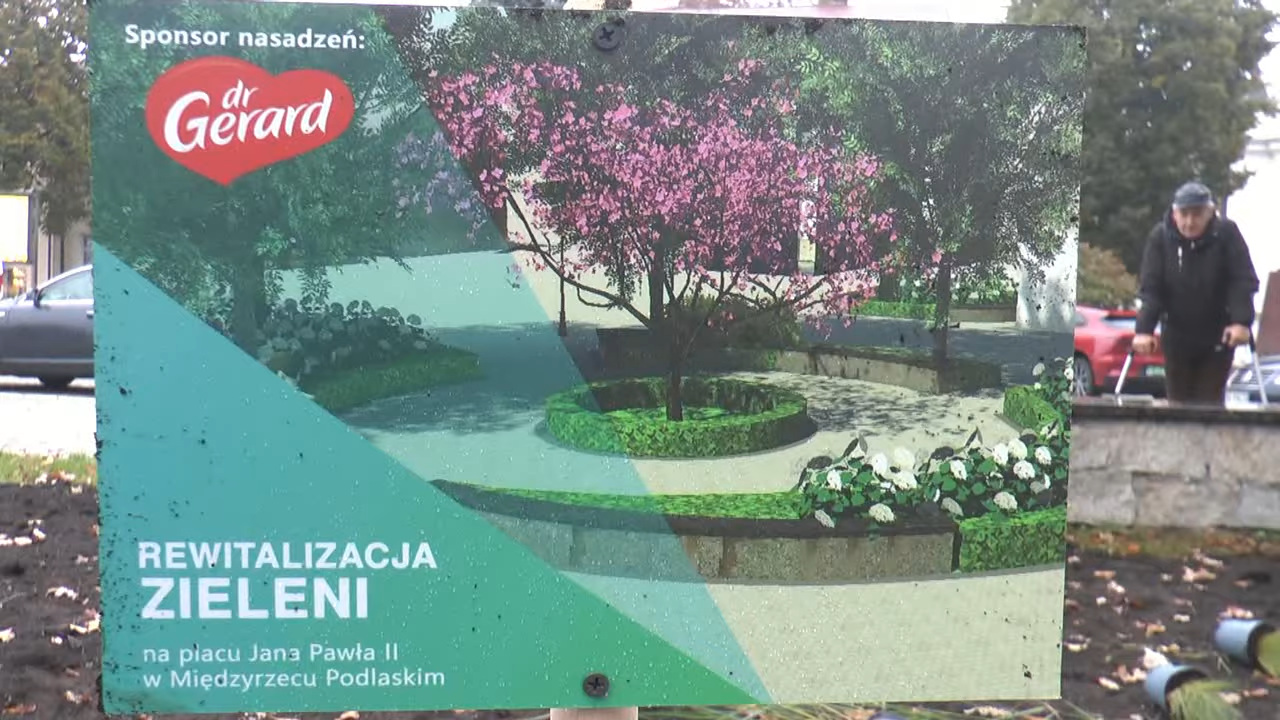 Sponsor nasadzeń:
dr
Gerard
REWITALIZACJA
ZIELENI
na placu Jana Pawła II
w Międzyrzecu Podlaskim